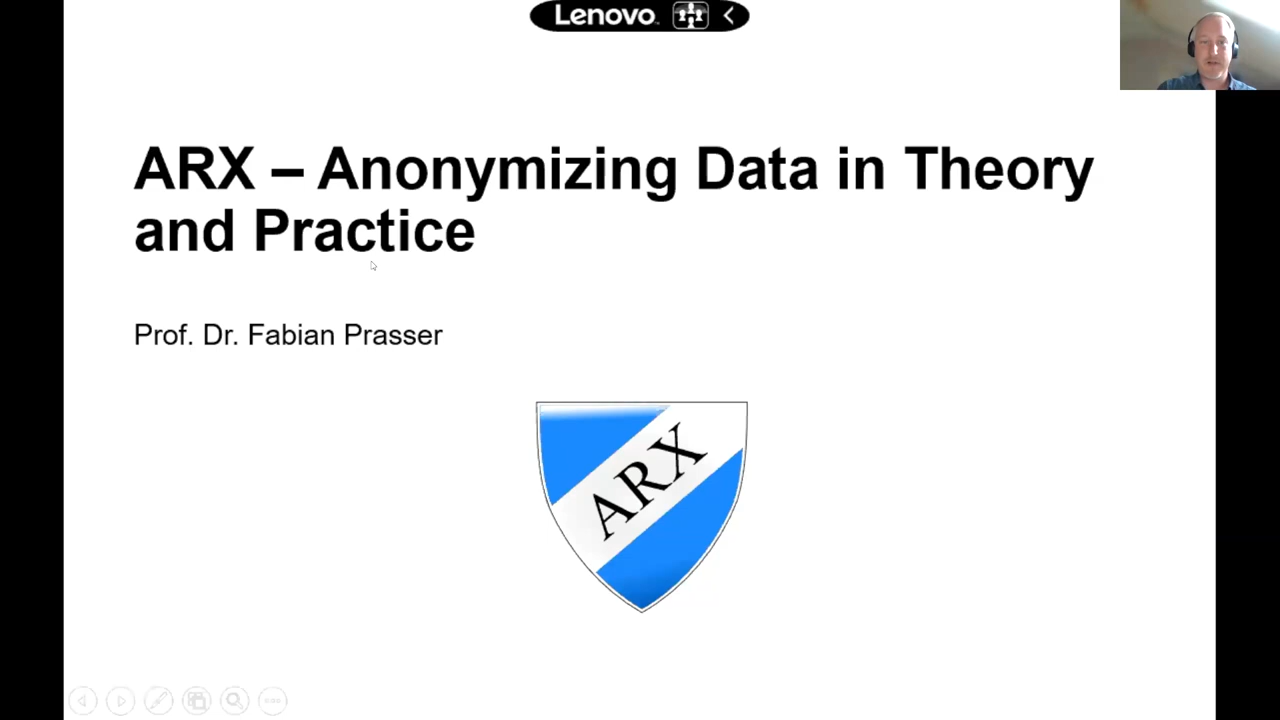 Lenovo
ARX – Anonymizing Data in Theory
and Practice
Prof. Dr. Fabian Prasser
ARX